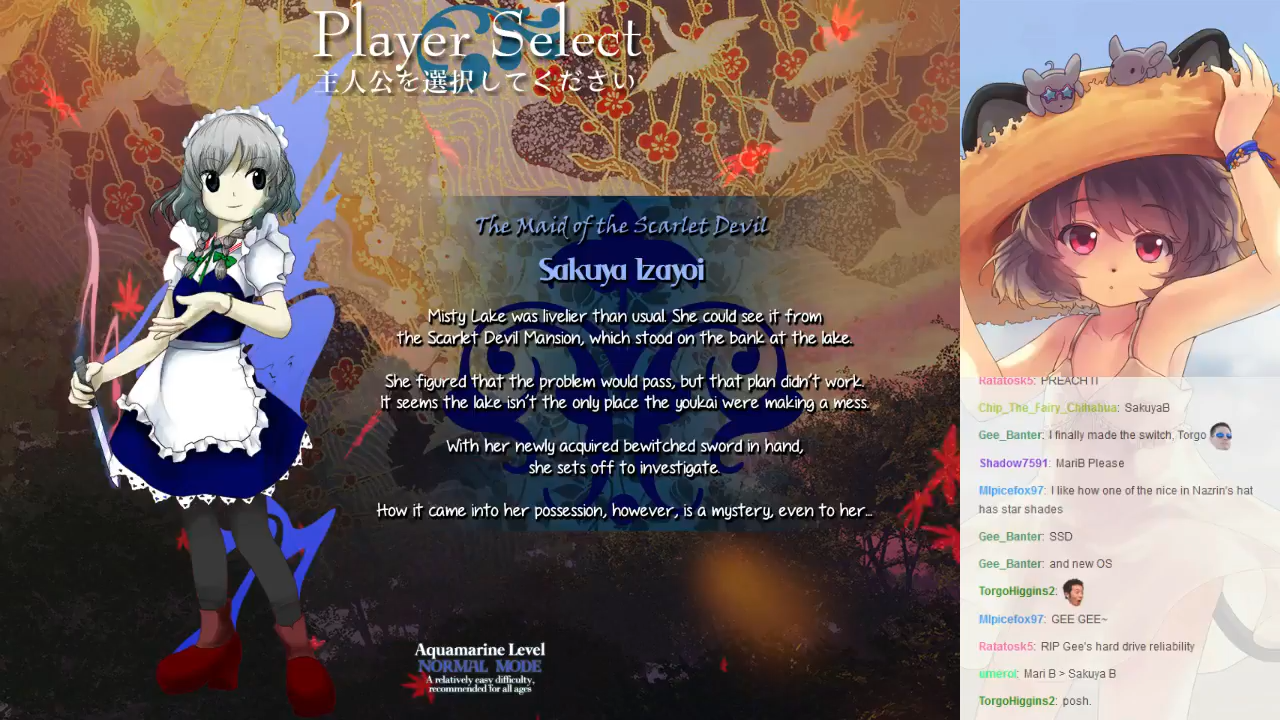 Player Select
主人公を選択してください
The Maid of the Scarlet Devil
Sakuya Izayoi
Misty Lake was livelier than usual. She could see it from
the Scarlet Devil Mansion, which stood on the bank at the lake.
She figured that the problem would pass, but that plan didn't work.
It seems the lake isn't the only place the youkai were making a mess.
With her newly acquired bewitched sword in hand,
she sets off to investigate.
How it came into her possession, however, is a mystery, even to her...
Aquamarine Level
NORMAL MODE
A relatively easy difficulty,
recommended for all ages
Ratatosk5: PREACH IT
Chip_The_Fairy_Chihahua: SakuyaB
Gee_Banter: I finally made the switch, Torgo
Shadow7591: MariB Please
MIpicefox97: I like how one of the nice in Nazrin's hat
has star shades
Gee_Banter: SSD
Gee_Banter: and new OS
TorgoHiggins2:
MIpicefox97: GEE GEE~
Ratatosk5: RIP Gee's hard drive reliability
umerol: Mari B > Sakuya B
TorgoHiggins2: posh.